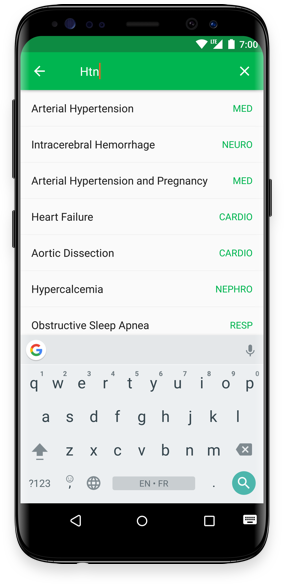 LTE 7:00
Htn
Arterial Hypertension MED
Intracerebral Hemorrhage NEURO
Arterial Hypertension and Pregnancy MED
Heart Failure CARDIO
Aortic Dissection CARDIO
Hypercalcemia NEPHRO
Obstructive Sleep Apnea RESP
G
1 2 3 4 5 6 7 8 9 0
q w e r t y u i o p
a s d f g h j k l
z x c v b n m
?123 , EN • FR .